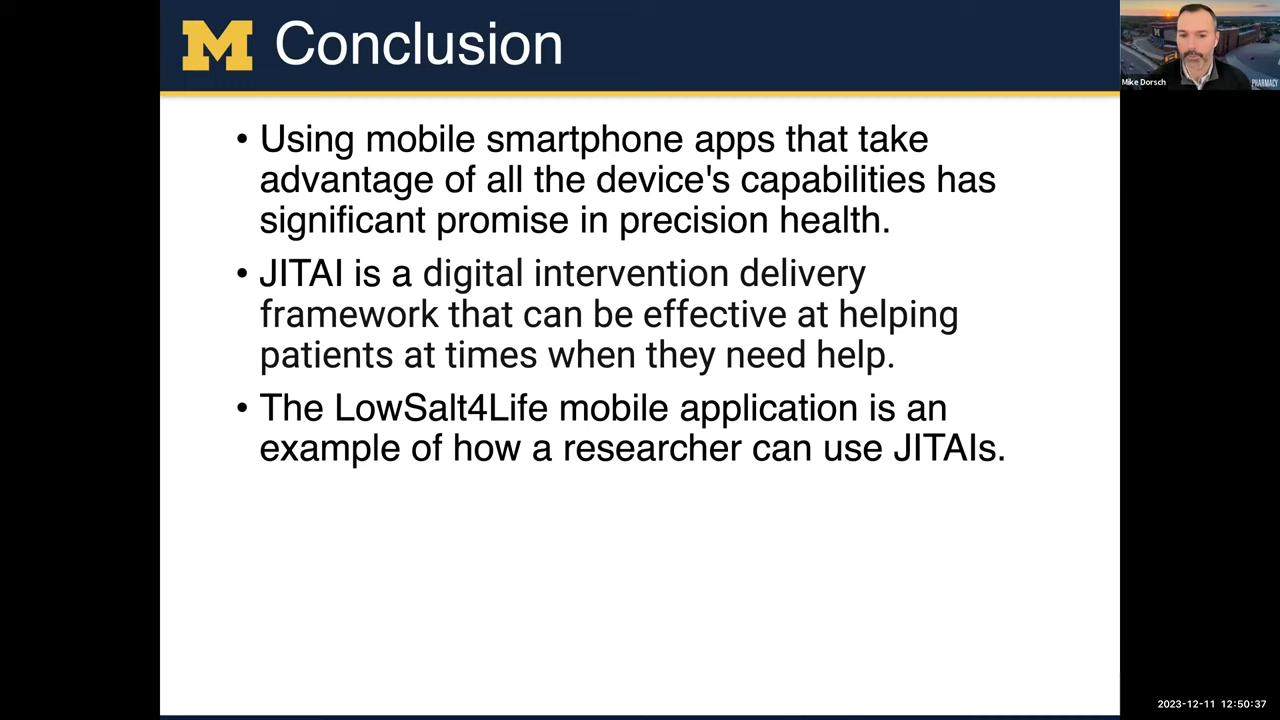 M Conclusion
• Using mobile smartphone apps that take
advantage of all the device's capabilities has
significant promise in precision health.
• JITAI is a digital intervention delivery
framework that can be effective at helping
patients at times when they need help.
• The LowSalt4Life mobile application is an
example of how a researcher can use JITAIs.
M
Mike Dorsch
PHARMACY
2023-12-11 12:50:37